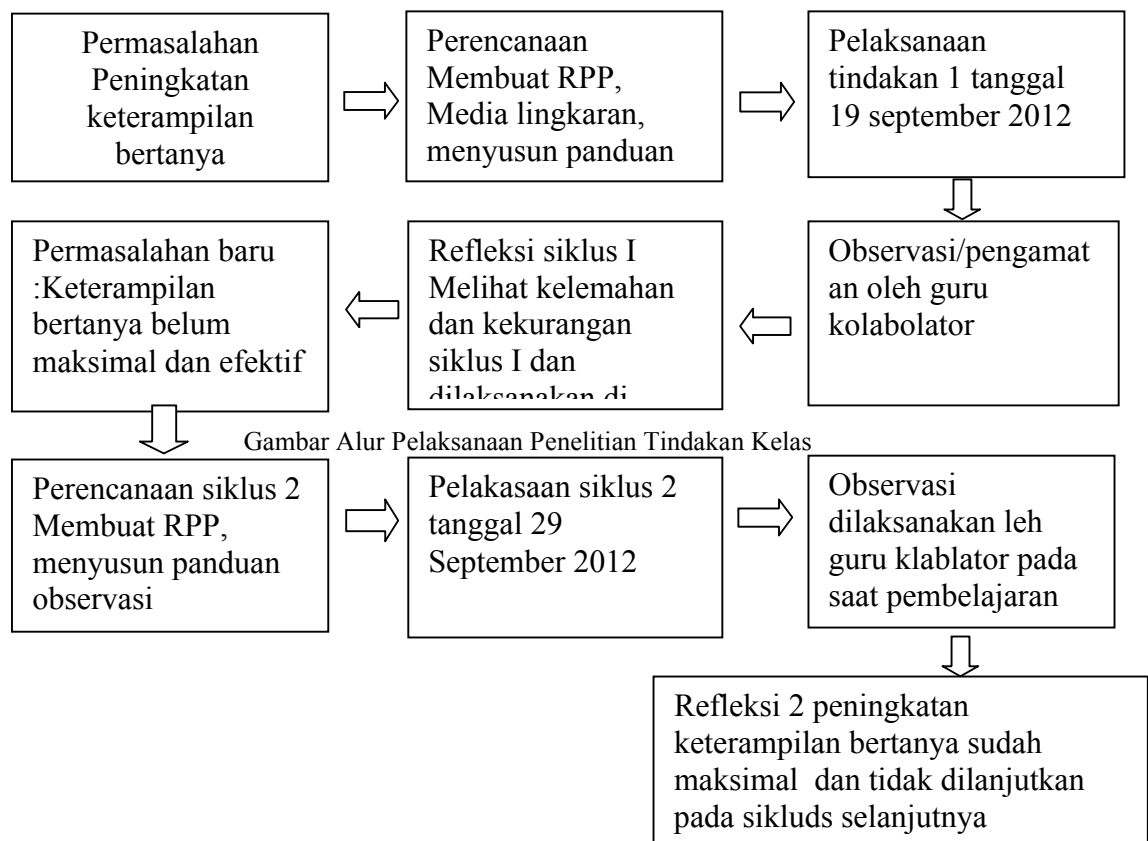 Permasalahan
Peningkatan
keterampilan
bertanya
Perencanaan
Membuat RPP,
Media lingkaran,
menyusun panduan
Pelaksanaan
tindakan 1 tanggal
19 september 2012
Observasi/pengamat
an oleh guru
kolabolator
Refleksi siklus I
Melihat kelemahan
dan kekurangan
siklus I dan
dilaksanakan di
Permasalahan baru
:Keterampilan
bertanya belum
maksimal dan efektif
Gambar Alur Pelaksanaan Penelitian Tindakan Kelas
Perencanaan siklus 2
Membuat RPP,
menyusun panduan
observasi
Pelakasaan siklus 2
tanggal 29
September 2012
Observasi
dilaksanakan leh
guru klablator pada
saat pembelajaran
Refleksi 2 peningkatan
keterampilan bertanya sudah
maksimal dan tidak dilanjutkan
pada sikluds selanjutnya